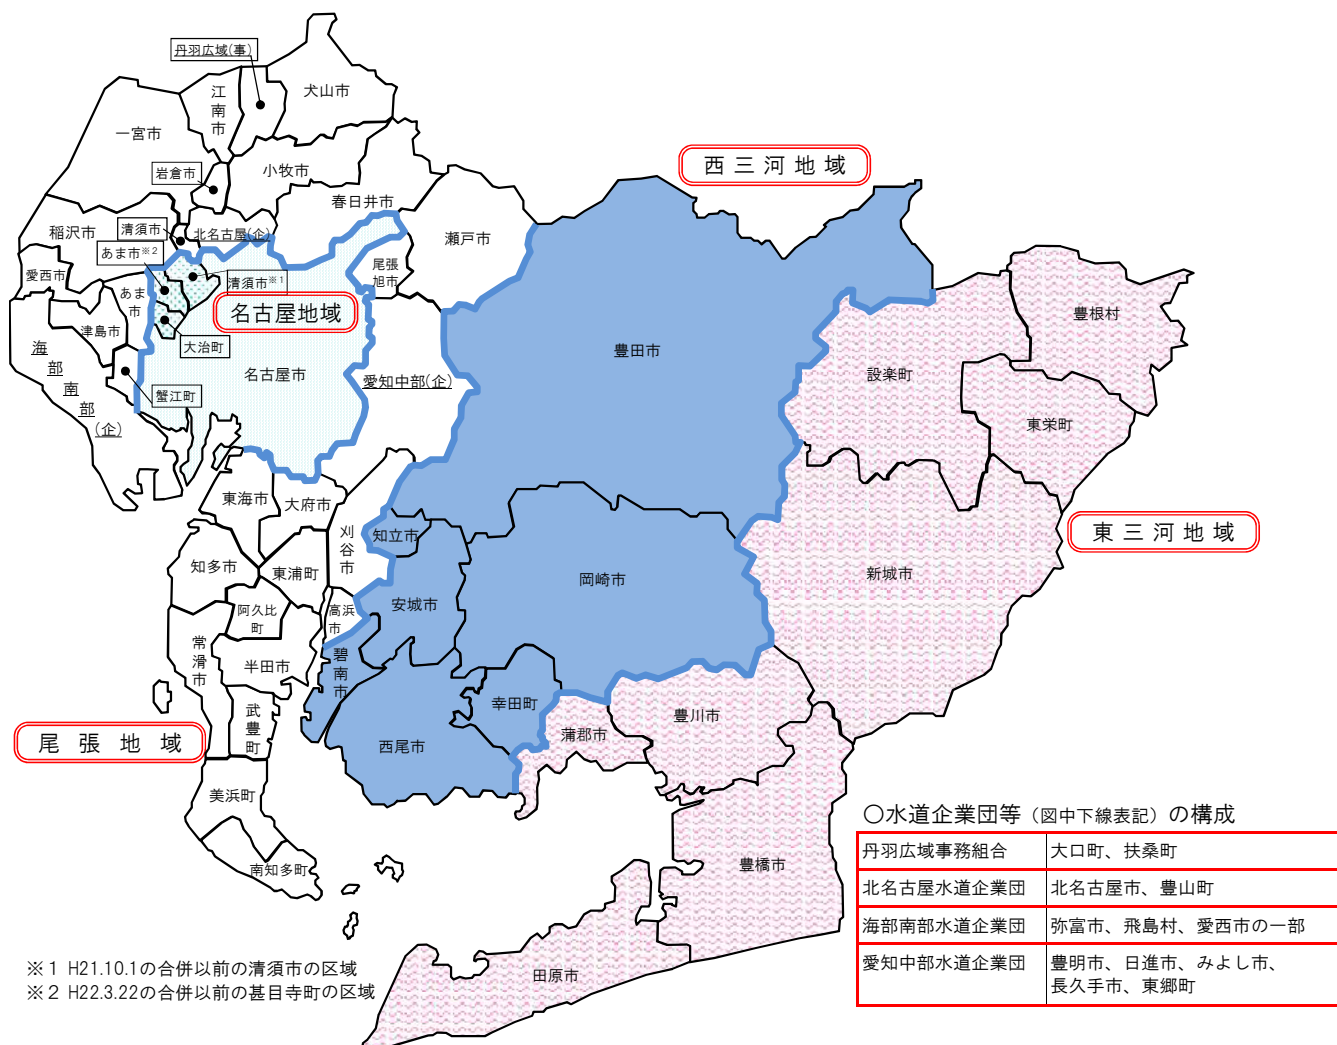 丹羽広域(事)
犬山市
江南市
一宮市
岩倉市
小牧市
春日井市
西三河地域
稲沢市
清須市
北名古屋(企)
瀬戸市
あま市※2
愛西市
清須市※1
尾張
旭市
あま市
名古屋地域
津島市
大治町
豊田市
豊根村
海部南部(企)
名古屋市
愛知中部(企)
設楽町
蟹江町
東栄町
東海市
大府市
刈谷市
知立市
東三河地域
知多市
東浦町
岡崎市
新城市
阿久比
町
高浜
市
安城市
常滑市
半田市
碧南市
幸田町
豊川市
武豊町
尾張地域
西尾市
蒲郡市
美浜町
南知多町
豊橋市
田原市
○水道企業団等（図中下線表記）の構成
丹羽広域事務組合 大口町、扶桑町
北名古屋水道企業団 北名古屋市、豊山町
海部南部水道企業団 弥富市、飛島村、愛西市の一部
愛知中部水道企業団 豊明市、日進市、みよし市、
長久手市、東郷町
※1 H21.10.1の合併以前の清須市の区域
※2 H22.3.22の合併以前の甚目寺町の区域